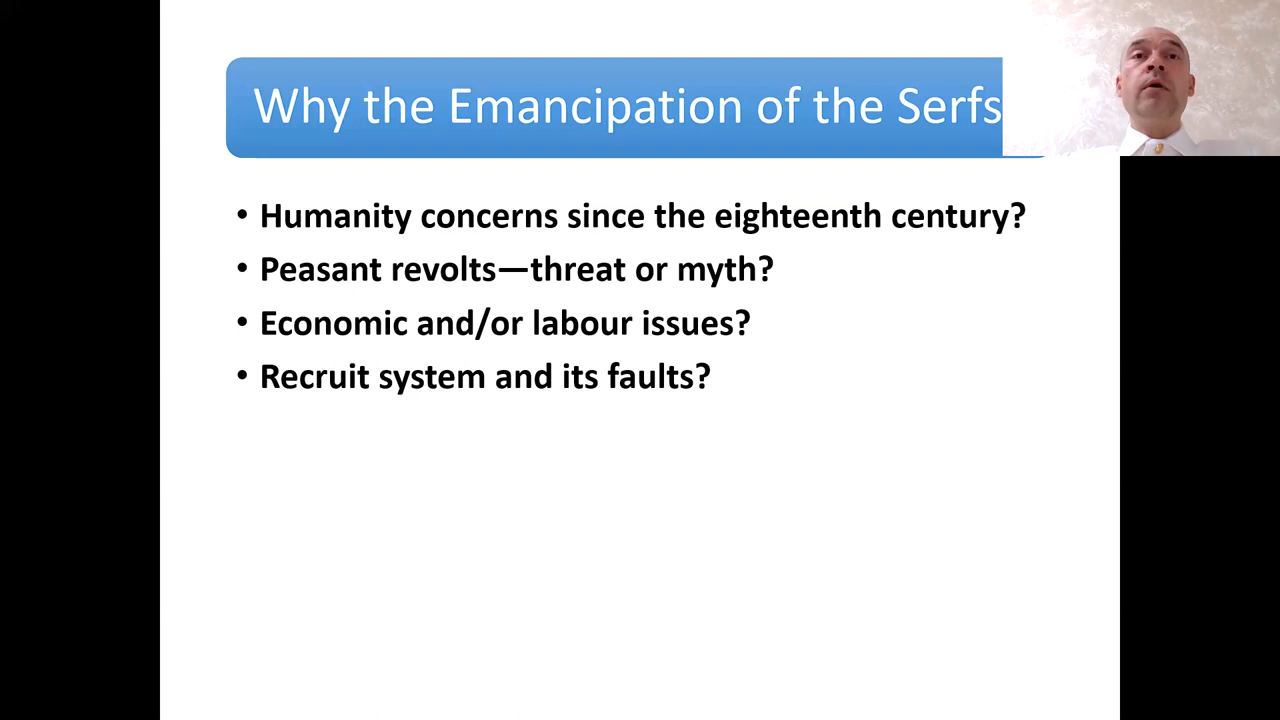 Why the Emancipation of the Serfs
• Humanity concerns since the eighteenth century?
• Peasant revolts—threat or myth?
• Economic and/or labour issues?
• Recruit system and its faults?